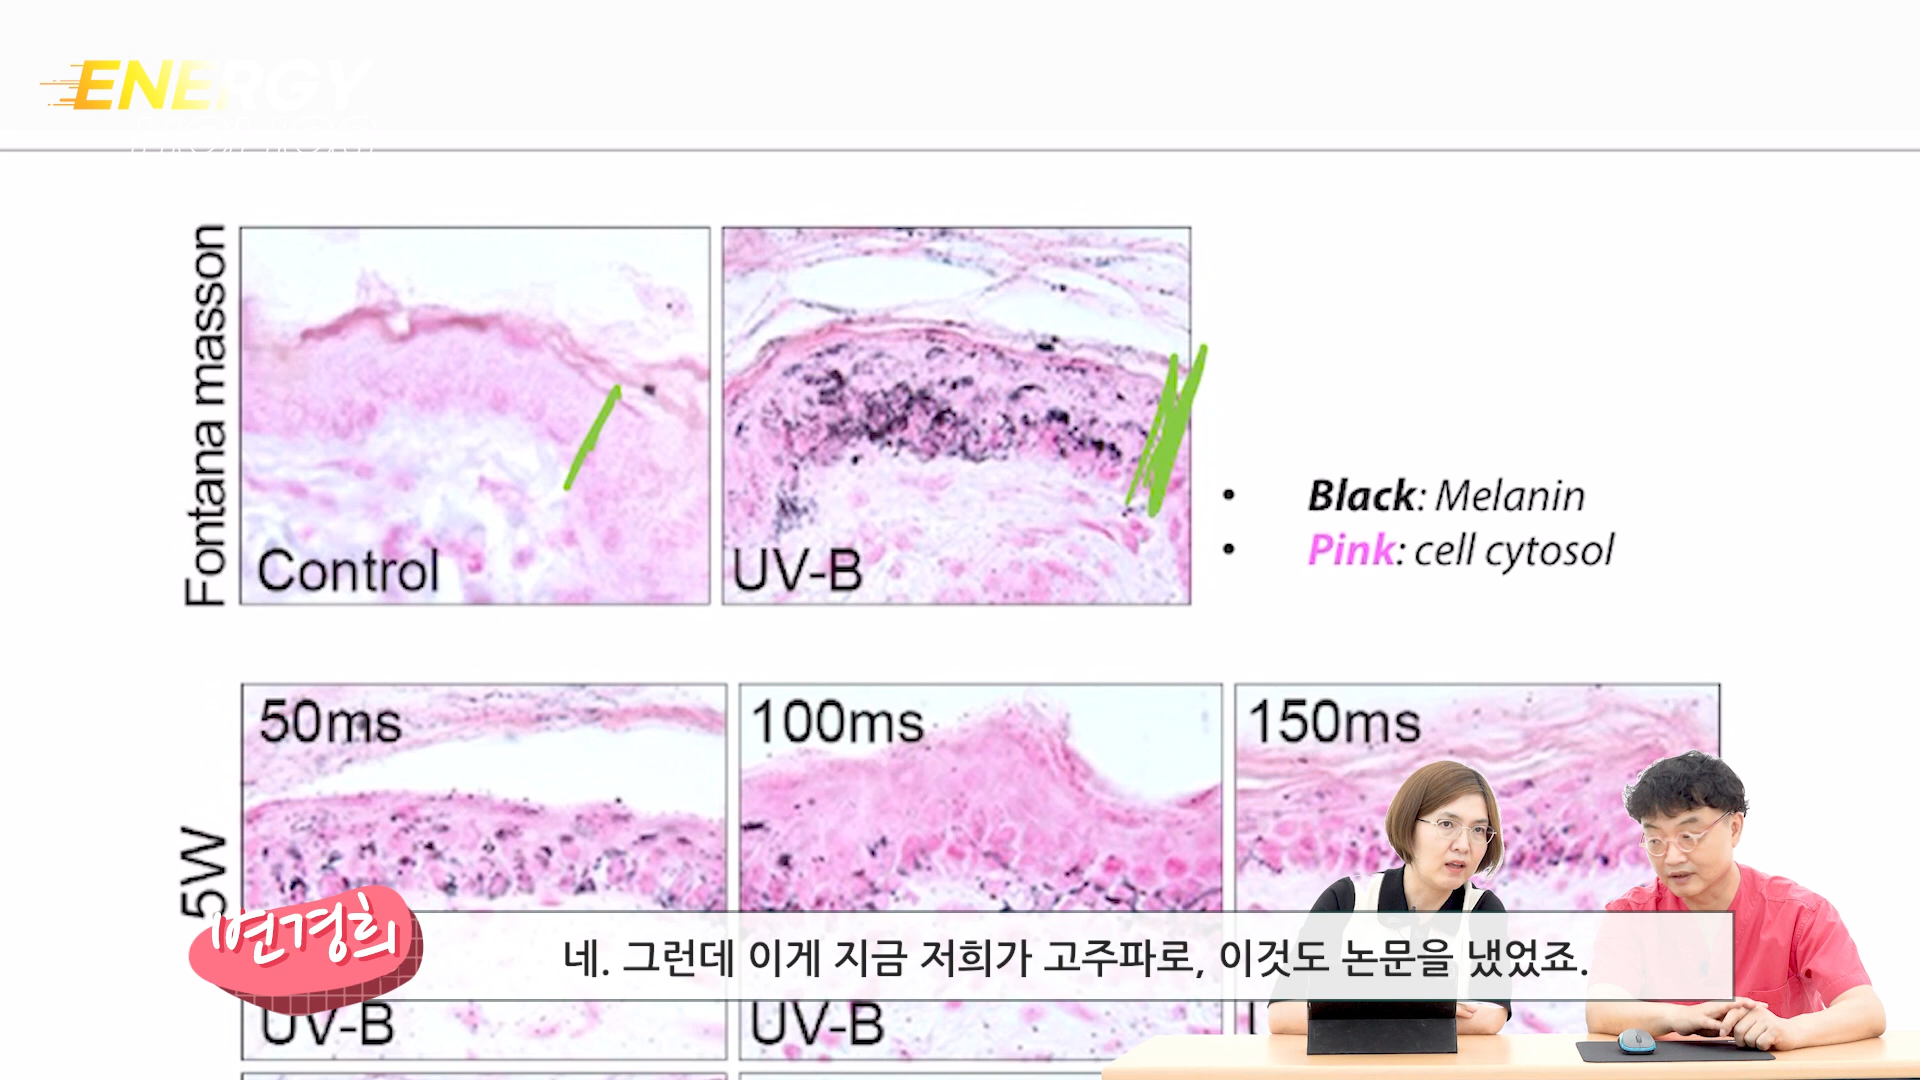 ENERGY
Fontana masson
Control
UV-B
• Black: Melanin
• Pink: cell cytosol
5W
50ms
100ms
150ms
변경희
네. 그런데 이게 지금 저희가 고주파로, 이것도 논문을 냈었죠.
UV-B
UV-B